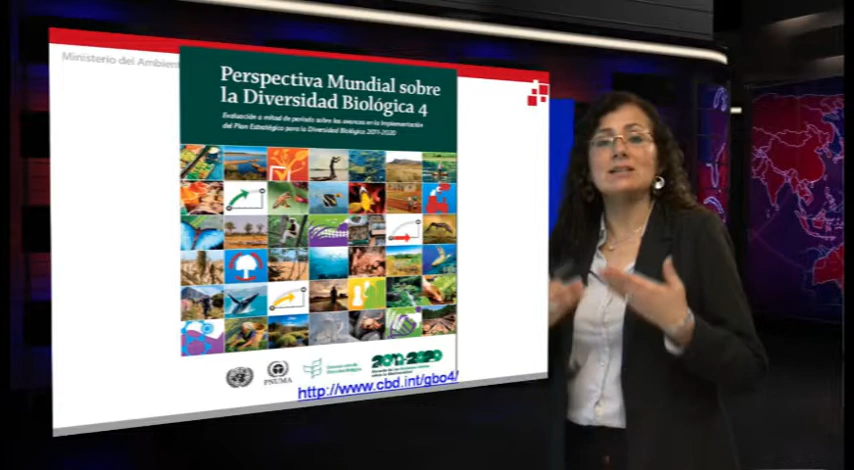 Ministerio del Ambien
Perspectiva Mundial sobre
la Diversidad Biológica 4
Evaluación a mitad de período sobre los avances en la implementación
del Plan Estratégico para la Diversidad Biológica 2011-2020
PNUMA
2011-2020
http://www.cbd.int/gbo4/